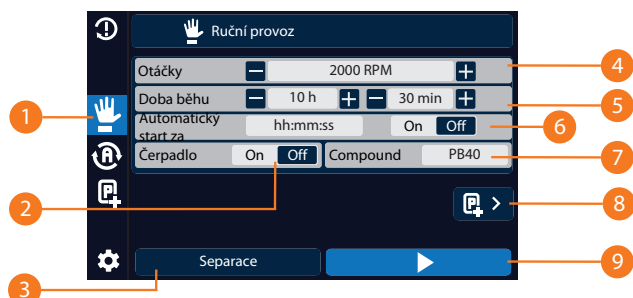 Ruční provoz
Otáčky 2000 RPM
Doba běhu 10 h 30 min
Automatický start za hh:mm:ss On Off
Čerpadlo On Off Compound PB40
Separace
1
2
3
4
5
6
7
8
9